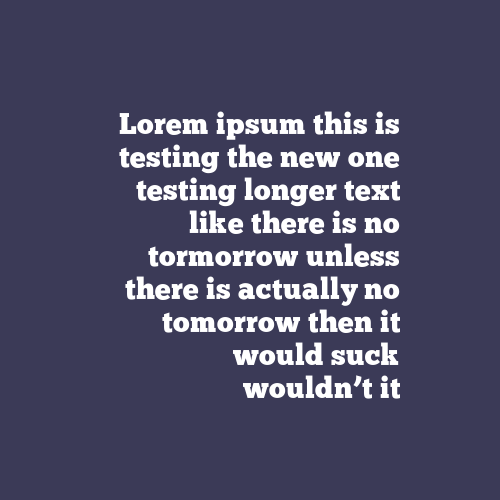 Lorem ipsum this is
testing the new one
testing longer text
like there is no
tormorrow unless
there is actually no
tomorrow then it
would suck
wouldn’t it